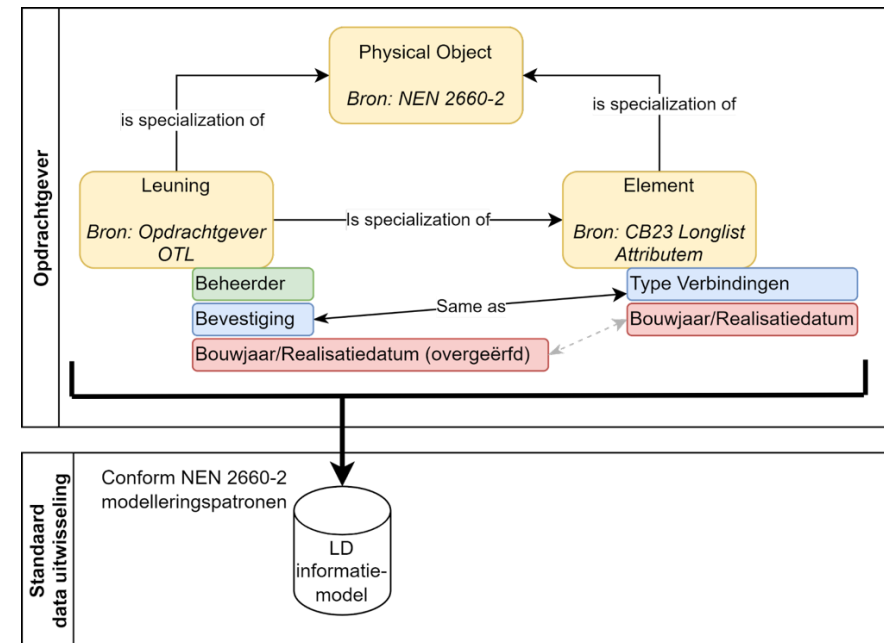 Opdrachtgever
Physical Object
Bron: NEN 2660-2
is specialization of
is specialization of
Leuning
Bron: Opdrachtgever
OTL
Is specialization of
Element
Bron: CB23 Longlist
Attributem
Beheerder
Bevestiging
Bouwjaar/Realisatiedatum (overgeërfd)
Same as
Type Verbindingen
Bouwjaar/Realisatiedatum
Standaard
data uitwisseling
Conform NEN 2660-2
modelleringspatronen
LD
informatie-
model